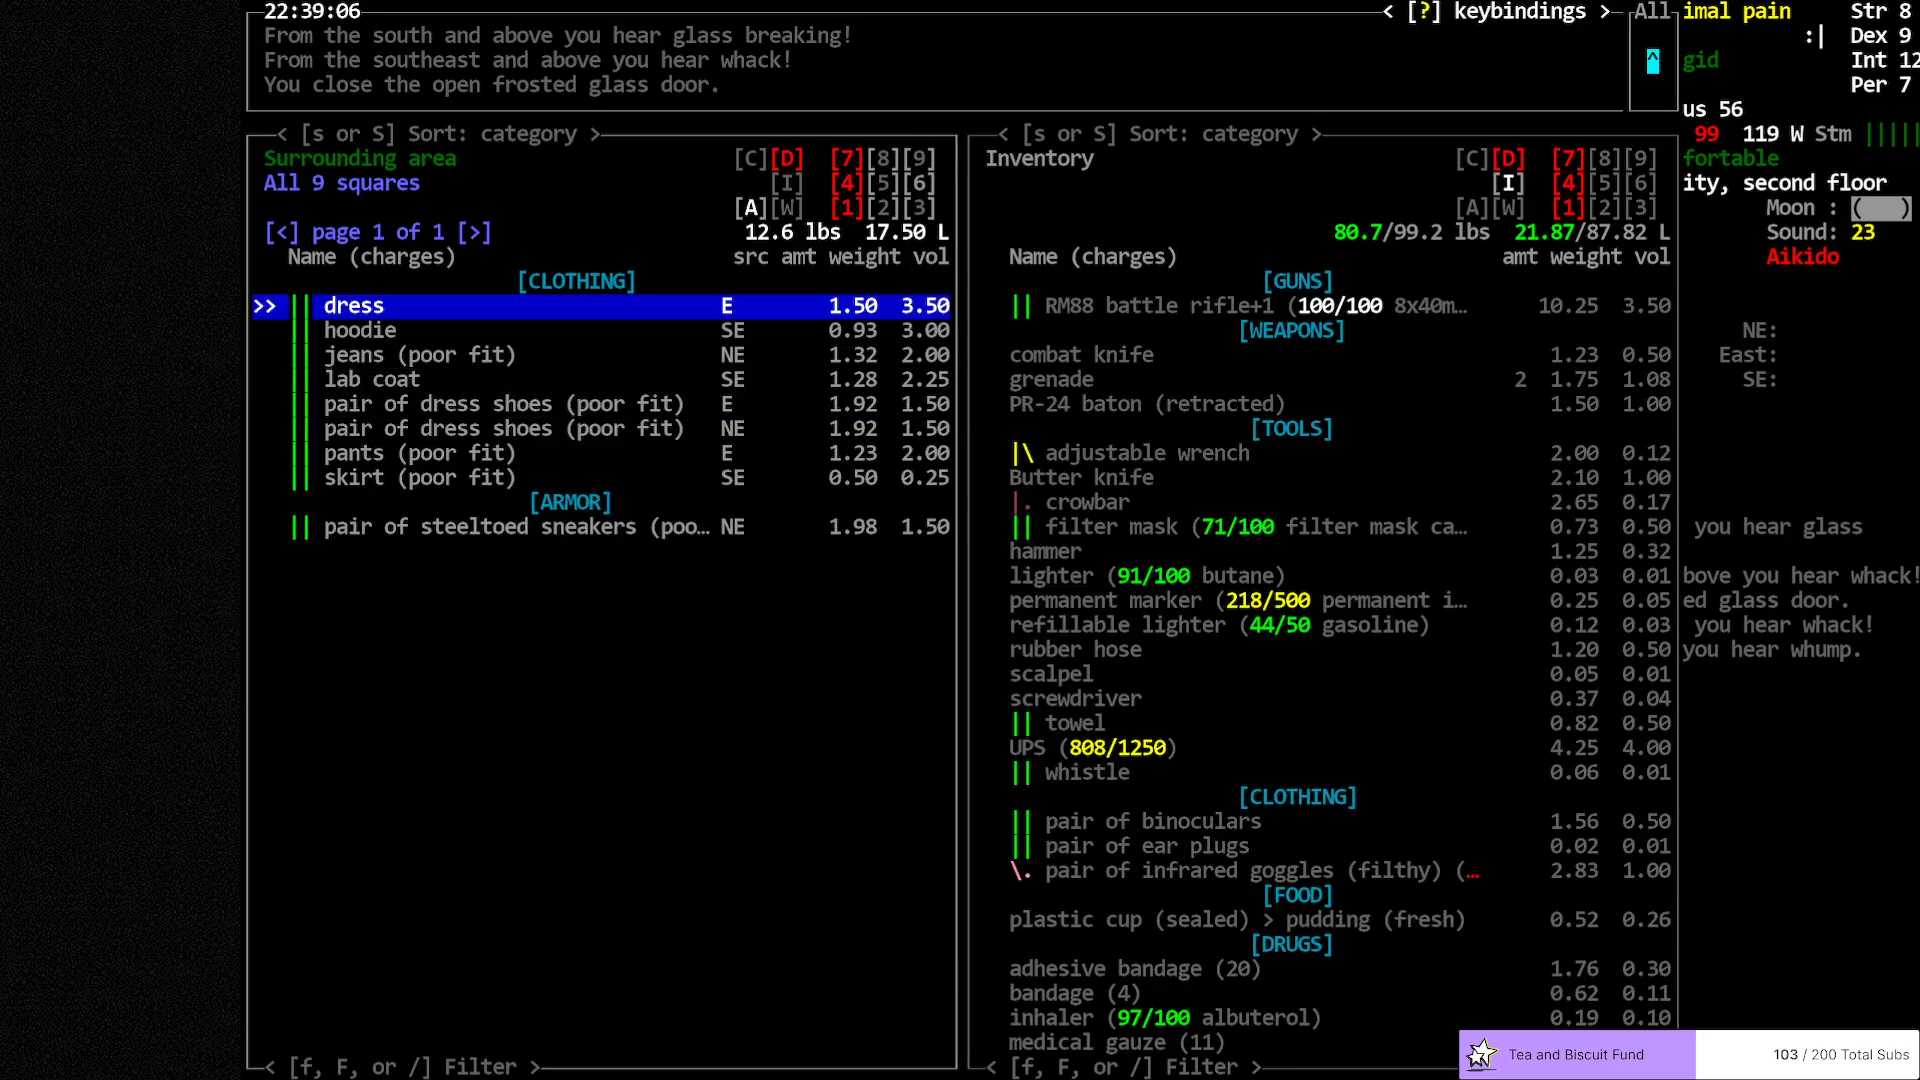 22:39:06 < [?] keybindings > All imal pain Str 8
From the south and above you hear glass breaking! :| Dex 9
From the southeast and above you hear whack! ^ gid Int 12
You close the open frosted glass door. Per 7
us 56
< [s or S] Sort: category > < [s or S] Sort: category > 99 119 W Stm |||||
Surrounding area [C][D] [7][8][9] Inventory [C][D] [7][8][9] fortable
All 9 squares [I] [4][5][6] [I] [4][5][6] ity, second floor
[A][W] [1][2][3] [A][W] [1][2][3] Moon : ( )
[<] page 1 of 1 [>] 12.6 lbs 17.50 L 80.7/99.2 lbs 21.87/87.82 L Sound: 23
Name (charges) src amt weight vol Name (charges) amt weight vol Aikido
[CLOTHING] [GUNS]
>> || dress E 1.50 3.50 || RM88 battle rifle+1 (100/100 8x40m… 10.25 3.50
|| hoodie SE 0.93 3.00 [WEAPONS] NE:
|| jeans (poor fit) NE 1.32 2.00 combat knife 1.23 0.50 East:
|| lab coat SE 1.28 2.25 grenade 2 1.75 1.08 SE:
|| pair of dress shoes (poor fit) E 1.92 1.50 PR-24 baton (retracted) 1.50 1.00
|| pair of dress shoes (poor fit) NE 1.92 1.50 [TOOLS]
|| pants (poor fit) E 1.23 2.00 |\ adjustable wrench 2.00 0.12
|| skirt (poor fit) SE 0.50 0.25 Butter knife 2.10 1.00
[ARMOR] |. crowbar 2.65 0.17
|| pair of steeltoed sneakers (poo… NE 1.98 1.50 || filter mask (71/100 filter mask ca… 0.73 0.50 you hear glass
hammer 1.25 0.32
lighter (91/100 butane) 0.03 0.01 bove you hear whack!
permanent marker (218/500 permanent i… 0.25 0.05 ed glass door.
refillable lighter (44/50 gasoline) 0.12 0.03 you hear whack!
rubber hose 1.20 0.50 you hear whump.
scalpel 0.05 0.01
screwdriver 0.37 0.04
|| towel 0.82 0.50
UPS (808/1250) 4.25 4.00
|| whistle 0.06 0.01
[CLOTHING]
|| pair of binoculars 1.56 0.50
|| pair of ear plugs 0.02 0.01
\. pair of infrared goggles (filthy) (… 2.83 1.00
[FOOD]
plastic cup (sealed) > pudding (fresh) 0.52 0.26
[DRUGS]
adhesive bandage (20) 1.76 0.30
bandage (4) 0.62 0.11
inhaler (97/100 albuterol) 0.19 0.10
medical gauze (11)
Tea and Biscuit Fund 103 / 200 Total Subs
< [f, F, or /] Filter > < [f, F, or /] Filter >